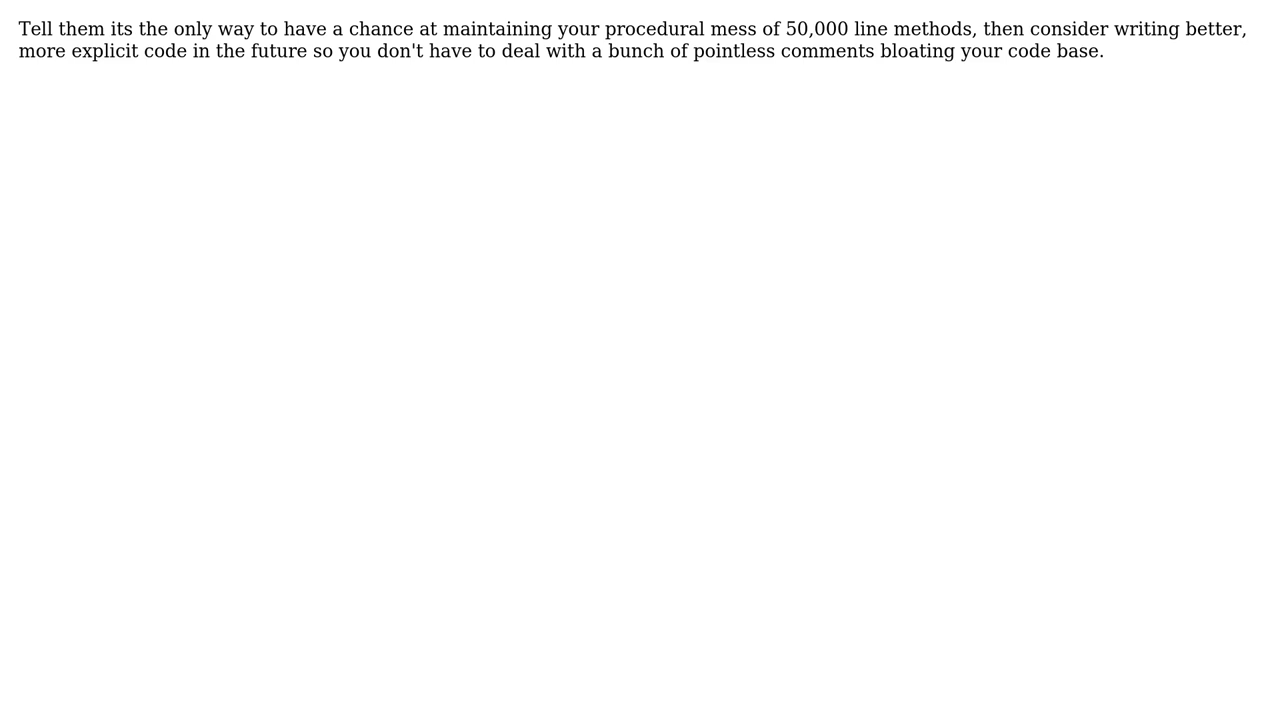 Tell them its the only way to have a chance at maintaining your procedural mess of 50,000 line methods, then consider writing better,
more explicit code in the future so you don't have to deal with a bunch of pointless comments bloating your code base.